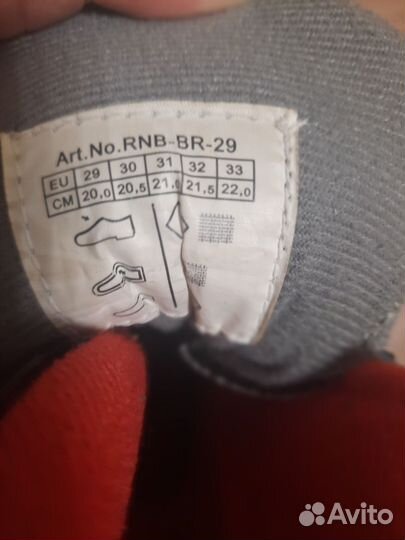 Art.No.RNB-BR-29
EU 29 30 31 32 33
CM 20,0 20,5 21,0 21,5 22,0
Avito